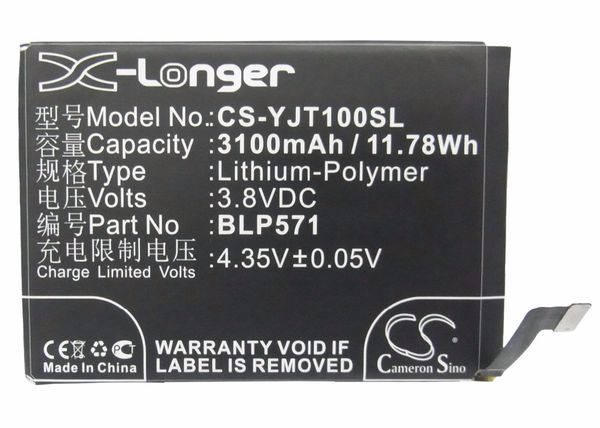 X-Longer
型号Model No.:CS-YJT100SL
容量Capacity:3100mAh / 11.78Wh
规格Type:Lithium-Polymer
电压Volts:3.8VDC
编号Part No:BLP571
充电限制电压:4.35V±0.05V
Charge Limited Volts
CE
PCT
Made In China
WARRANTY VOID IF
LABEL IS REMOVED
CS
Cameron Sino